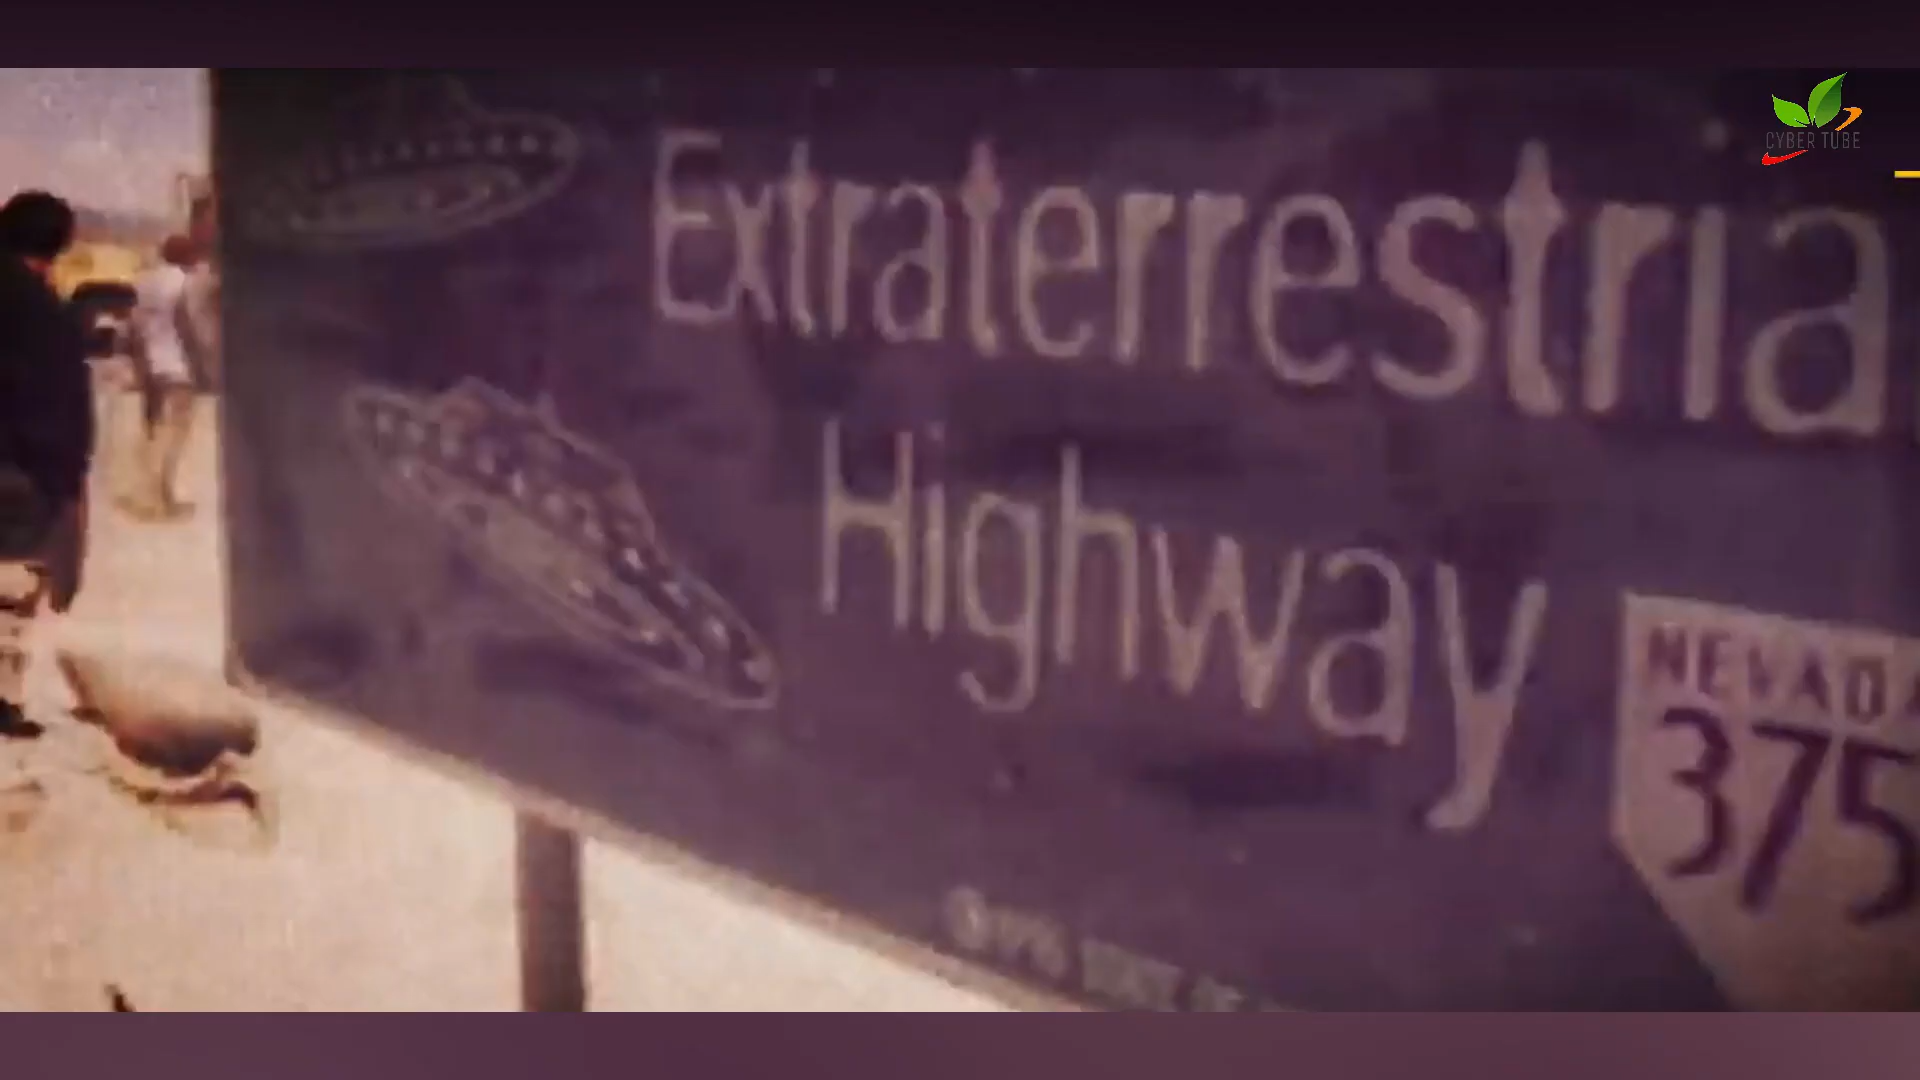 CYBER TUBE
Extraterrestria
Highway
NEVADA
375